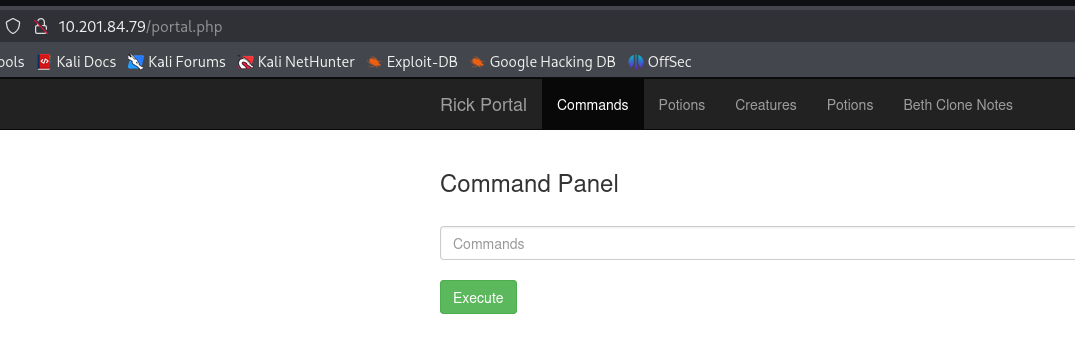 10.201.84.79/portal.php
ools Kali Docs Kali Forums Kali NetHunter Exploit-DB Google Hacking DB OffSec
Rick Portal Commands Potions Creatures Potions Beth Clone Notes
Command Panel
Commands
Execute